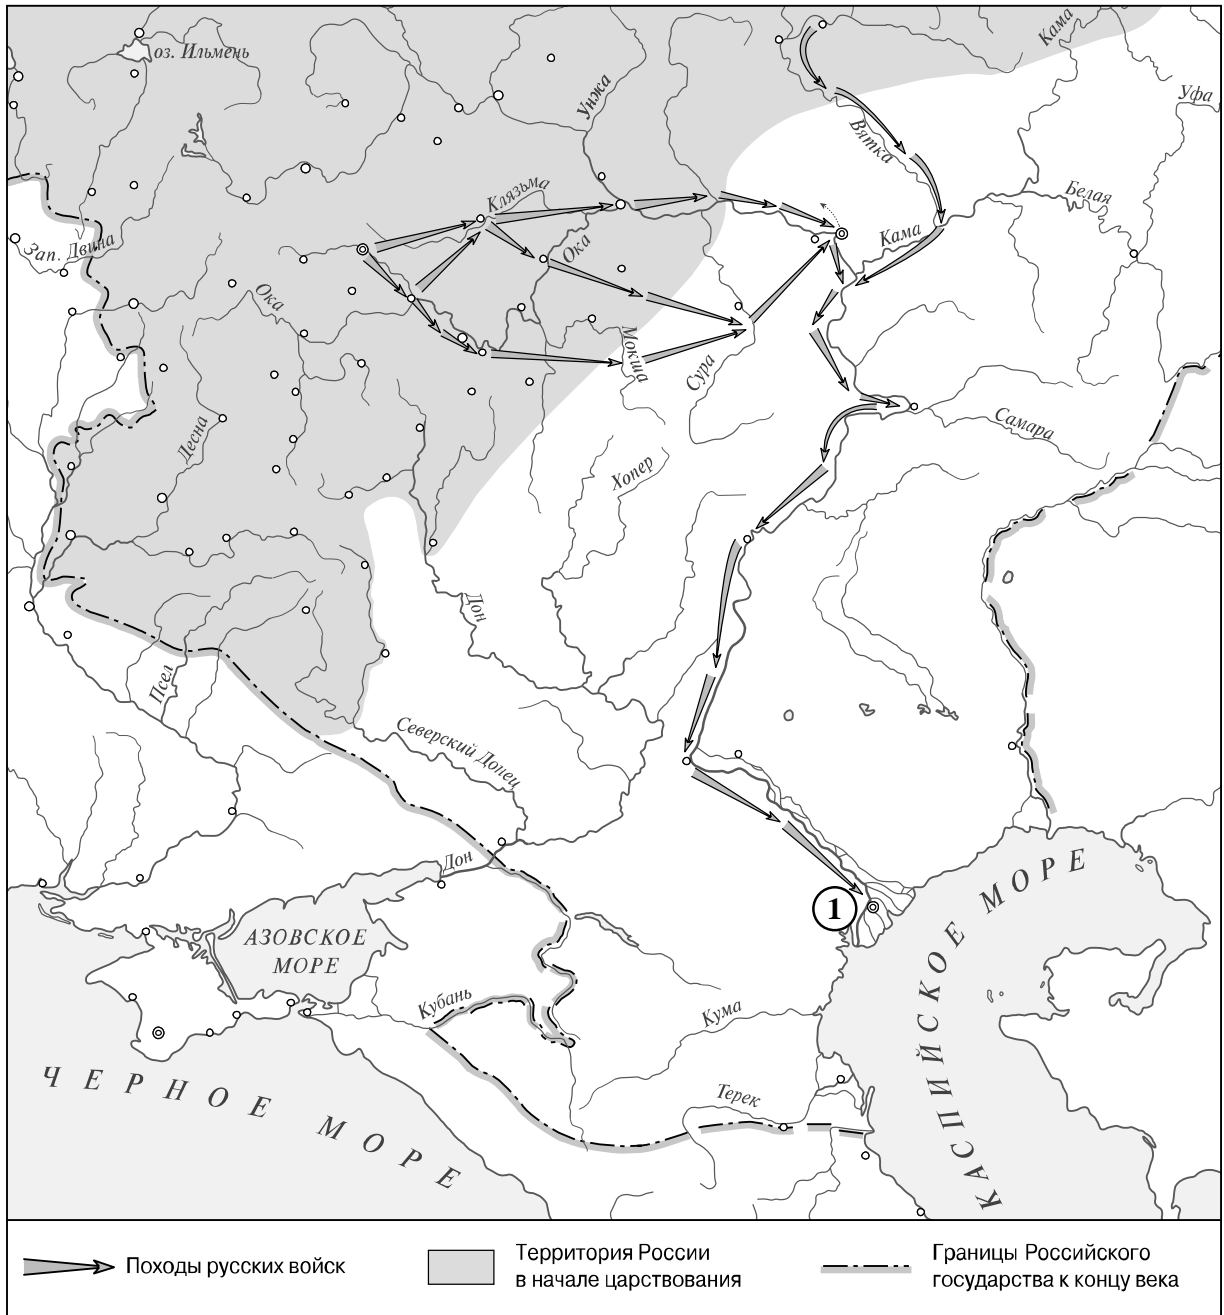 Кама
оз. Ильмень
Унжа
Уфа
Вятка
Клязьма
Белая
Зап. Двина
Ока
Кама
Ока
Мокша
Сура
Десна
Самара
Хопер
Дон
Псел
Северский Донец
Дон
1
КАСПИЙСКОЕ МОРЕ
АЗОВСКОЕ
МОРЕ
Кубань
Кума
ЧЕРНОЕ МОРЕ
Терек
Походы русских войск
Территория России
в начале царствования
Границы Российского
государства к концу века